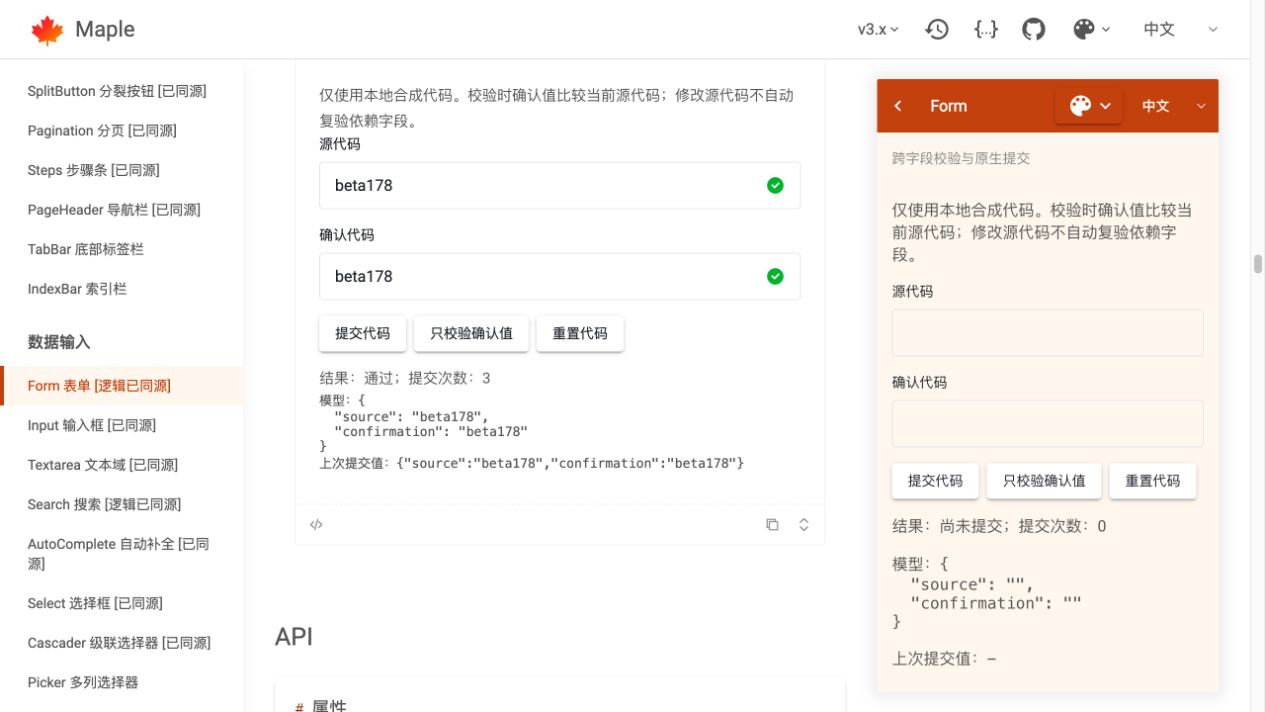 Maple
v3.x
中文
SplitButton 分裂按钮 [已同源]
Pagination 分页 [已同源]
Steps 步骤条 [已同源]
PageHeader 导航栏 [已同源]
TabBar 底部标签栏
IndexBar 索引栏
数据输入
Form 表单 [逻辑已同源]
Input 输入框 [已同源]
Textarea 文本域 [已同源]
Search 搜索 [逻辑已同源]
AutoComplete 自动补全 [已同
源]
Select 选择框 [已同源]
Cascader 级联选择器 [已同源]
Picker 多列选择器
仅使用本地合成代码。校验时确认值比较当前源代码；修改源代码不自动
复验依赖字段。
源代码
beta178
确认代码
beta178
提交代码 只校验确认值 重置代码
结果：通过；提交次数：3
模型：{
  "source": "beta178",
  "confirmation": "beta178"
}
上次提交值：{"source":"beta178","confirmation":"beta178"}
</>
API
# 属性
Form
中文
跨字段校验与原生提交
仅使用本地合成代码。校验时确认值比较当
前源代码；修改源代码不自动复验依赖字
段。
源代码
确认代码
提交代码 只校验确认值 重置代码
结果：尚未提交；提交次数：0
模型：{
  "source": "",
  "confirmation": ""
}
上次提交值：—